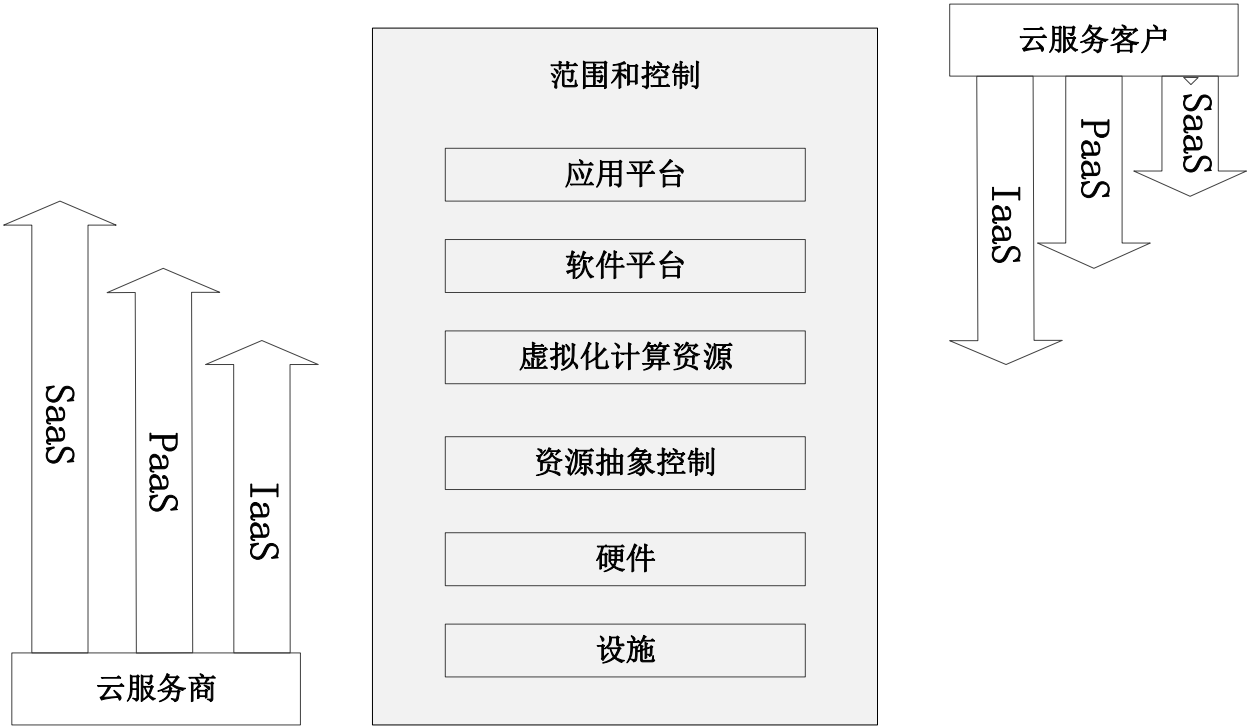 云服务客户
范围和控制
SaaS
PaaS
IaaS
应用平台
软件平台
虚拟化计算资源
资源抽象控制
硬件
设施
SaaS
PaaS
IaaS
云服务商